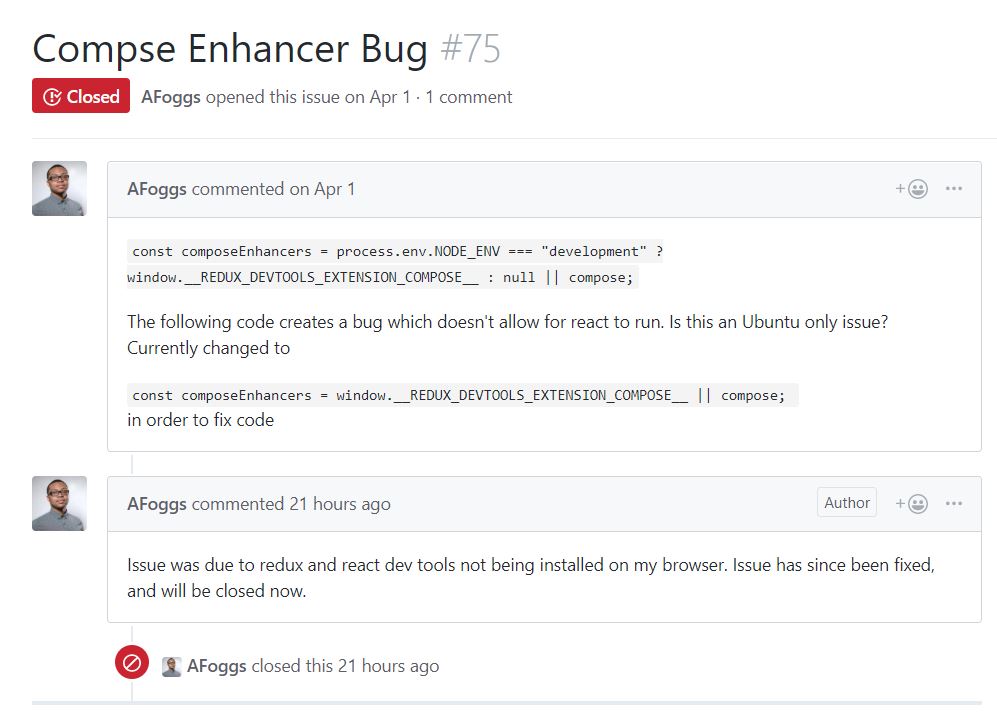 Compse Enhancer Bug #75
Closed AFoggs opened this issue on Apr 1 · 1 comment
AFoggs commented on Apr 1
const composeEnhancers = process.env.NODE_ENV === "development" ?
window.__REDUX_DEVTOOLS_EXTENSION_COMPOSE__ : null || compose;
The following code creates a bug which doesn't allow for react to run. Is this an Ubuntu only issue?
Currently changed to
const composeEnhancers = window.__REDUX_DEVTOOLS_EXTENSION_COMPOSE__ || compose;
in order to fix code
AFoggs commented 21 hours ago Author
Issue was due to redux and react dev tools not being installed on my browser. Issue has since been fixed,
and will be closed now.
AFoggs closed this 21 hours ago